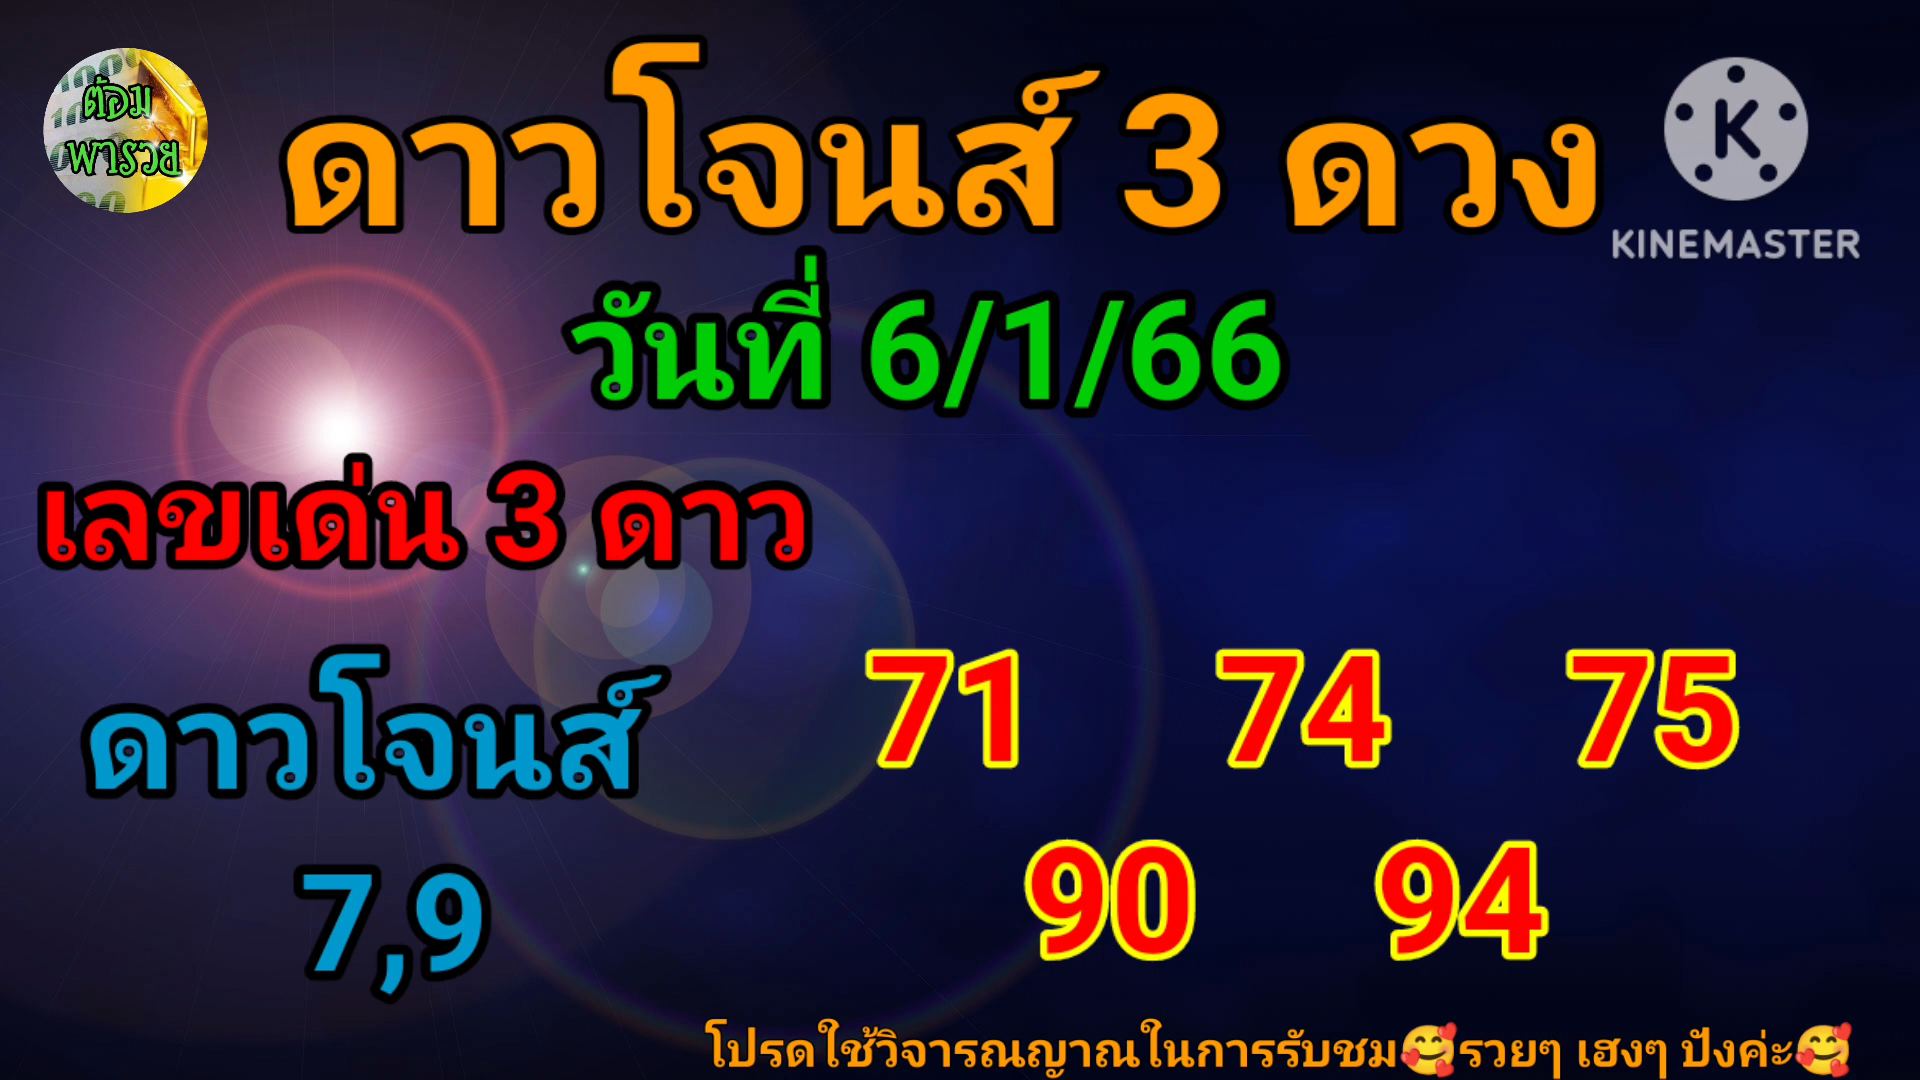 ต้อม
พารวย
ดาวโจนส์ 3 ดวง
K
KINEMASTER
วันที่ 6/1/66
เลขเด่น 3 ดาว
ดาวโจนส์
7,9
71 74 75
90 94
โปรดใช้วิจารณญาณในการรับชม🥰รวยๆ เฮงๆ ปังค่ะ🥰